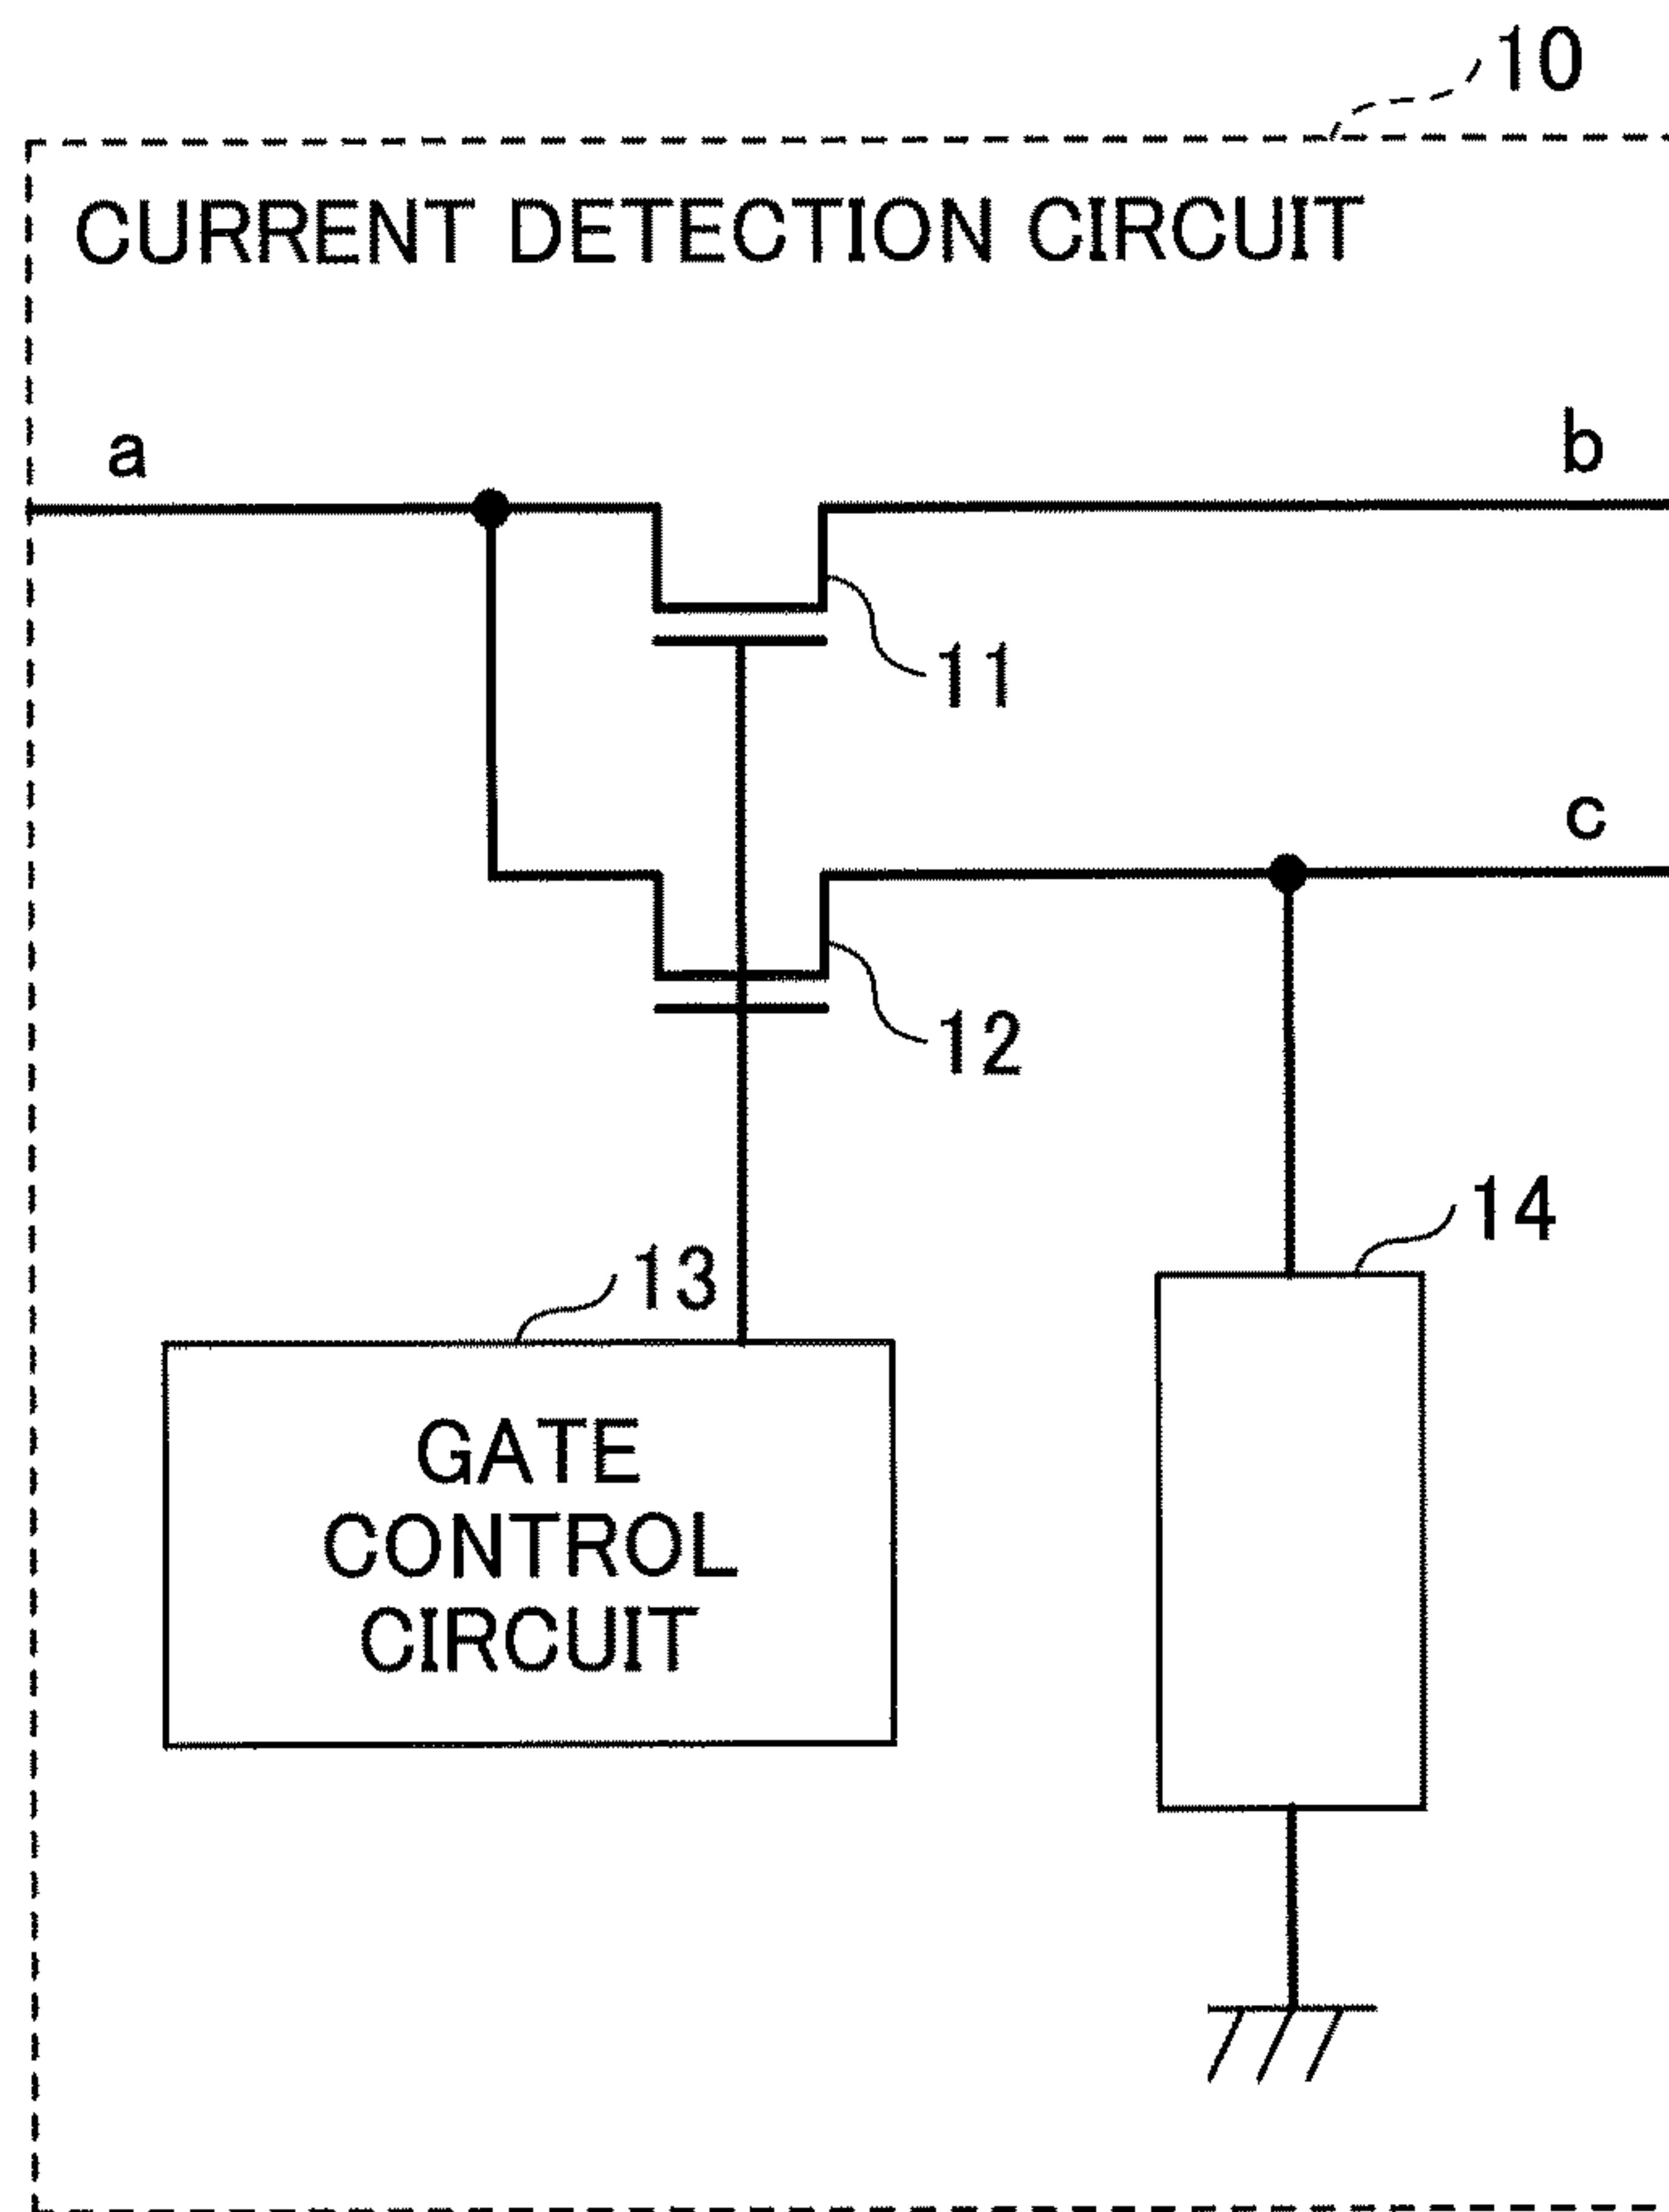 10
CURRENT DETECTION CIRCUIT
a
b
11
c
12
14
13
GATE
CONTROL
CIRCUIT